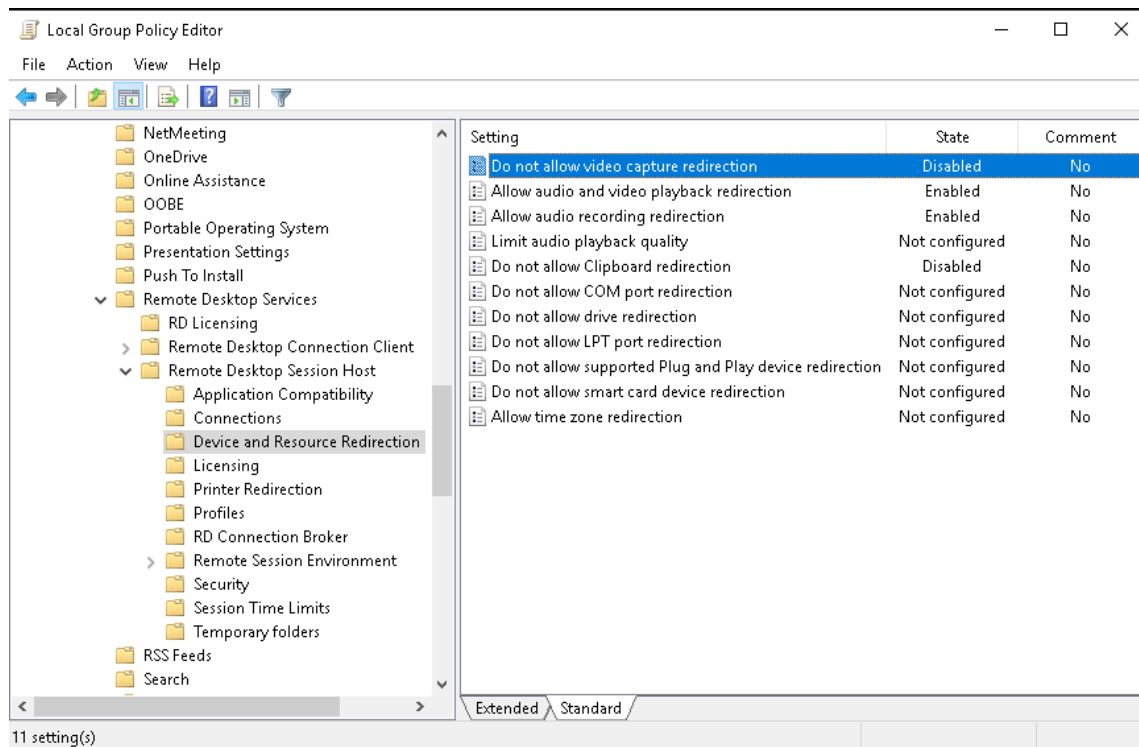 Local Group Policy Editor
File Action View Help
NetMeeting
OneDrive
Online Assistance
OOBE
Portable Operating System
Presentation Settings
Push To Install
Remote Desktop Services
RD Licensing
Remote Desktop Connection Client
Remote Desktop Session Host
Application Compatibility
Connections
Device and Resource Redirection
Licensing
Printer Redirection
Profiles
RD Connection Broker
Remote Session Environment
Security
Session Time Limits
Temporary folders
RSS Feeds
Search
Setting State Comment
Do not allow video capture redirection Disabled No
Allow audio and video playback redirection Enabled No
Allow audio recording redirection Enabled No
Limit audio playback quality Not configured No
Do not allow Clipboard redirection Disabled No
Do not allow COM port redirection Not configured No
Do not allow drive redirection Not configured No
Do not allow LPT port redirection Not configured No
Do not allow supported Plug and Play device redirection Not configured No
Do not allow smart card device redirection Not configured No
Allow time zone redirection Not configured No
Extended Standard
11 setting(s)